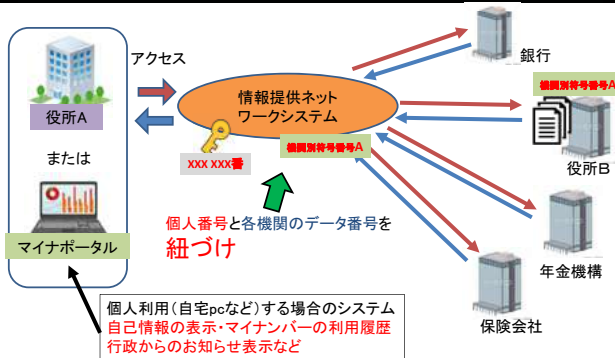 役所A
または
マイナポータル
アクセス
情報提供ネット
ワークシステム
xxx xxx番
機関別符号番号A
個人番号と各機関のデータ番号を
紐づけ
銀行
機関別符号番号A
役所B
年金機構
保険会社
個人利用（自宅pcなど）する場合のシステム
自己情報の表示・マイナンバーの利用履歴
行政からのお知らせ表示など